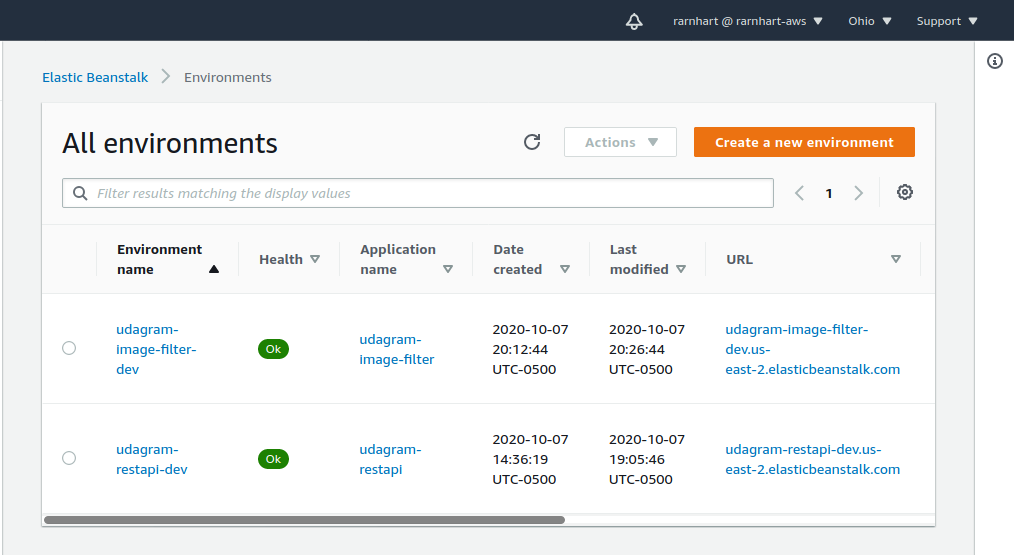 rarnhart @ rarnhart-aws Ohio Support
Elastic Beanstalk Environments
All environments
Actions
Create a new environment
Filter results matching the display values
1
Environment name
Health
Application name
Date created
Last modified
URL
udagram-
image-filter-
dev
Ok
udagram-
image-filter
2020-10-07
20:12:44
UTC-0500
2020-10-07
20:26:44
UTC-0500
udagram-image-filter-
dev.us-
east-2.elasticbeanstalk.com
udagram-
restapi-dev
Ok
udagram-
restapi
2020-10-07
14:36:19
UTC-0500
2020-10-07
19:05:46
UTC-0500
udagram-restapi-dev.us-
east-2.elasticbeanstalk.com